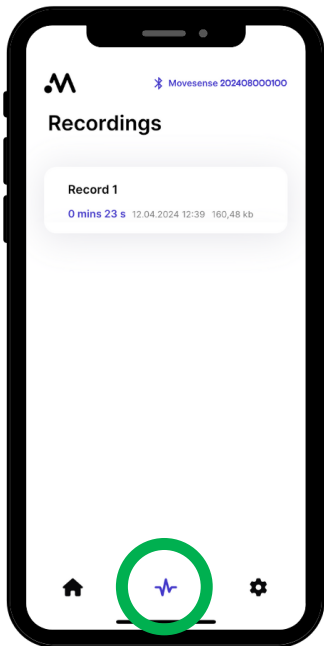 Movesense 202408000100
Recordings
Record 1
0 mins 23 s 12.04.2024 12:39 160,48 kb